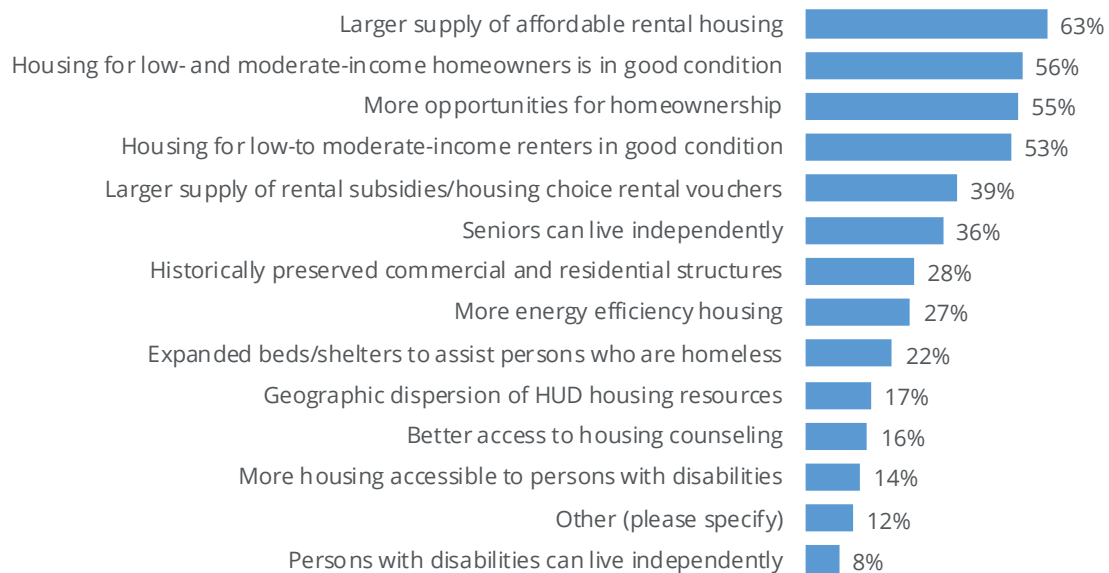 Larger supply of affordable rental housing 63%
Housing for low- and moderate-income homeowners is in good condition 56%
More opportunities for homeownership 55%
Housing for low-to moderate-income renters in good condition 53%
Larger supply of rental subsidies/housing choice rental vouchers 39%
Seniors can live independently 36%
Historically preserved commercial and residential structures 28%
More energy efficiency housing 27%
Expanded beds/shelters to assist persons who are homeless 22%
Geographic dispersion of HUD housing resources 17%
Better access to housing counseling 16%
More housing accessible to persons with disabilities 14%
Other (please specify) 12%
Persons with disabilities can live independently 8%